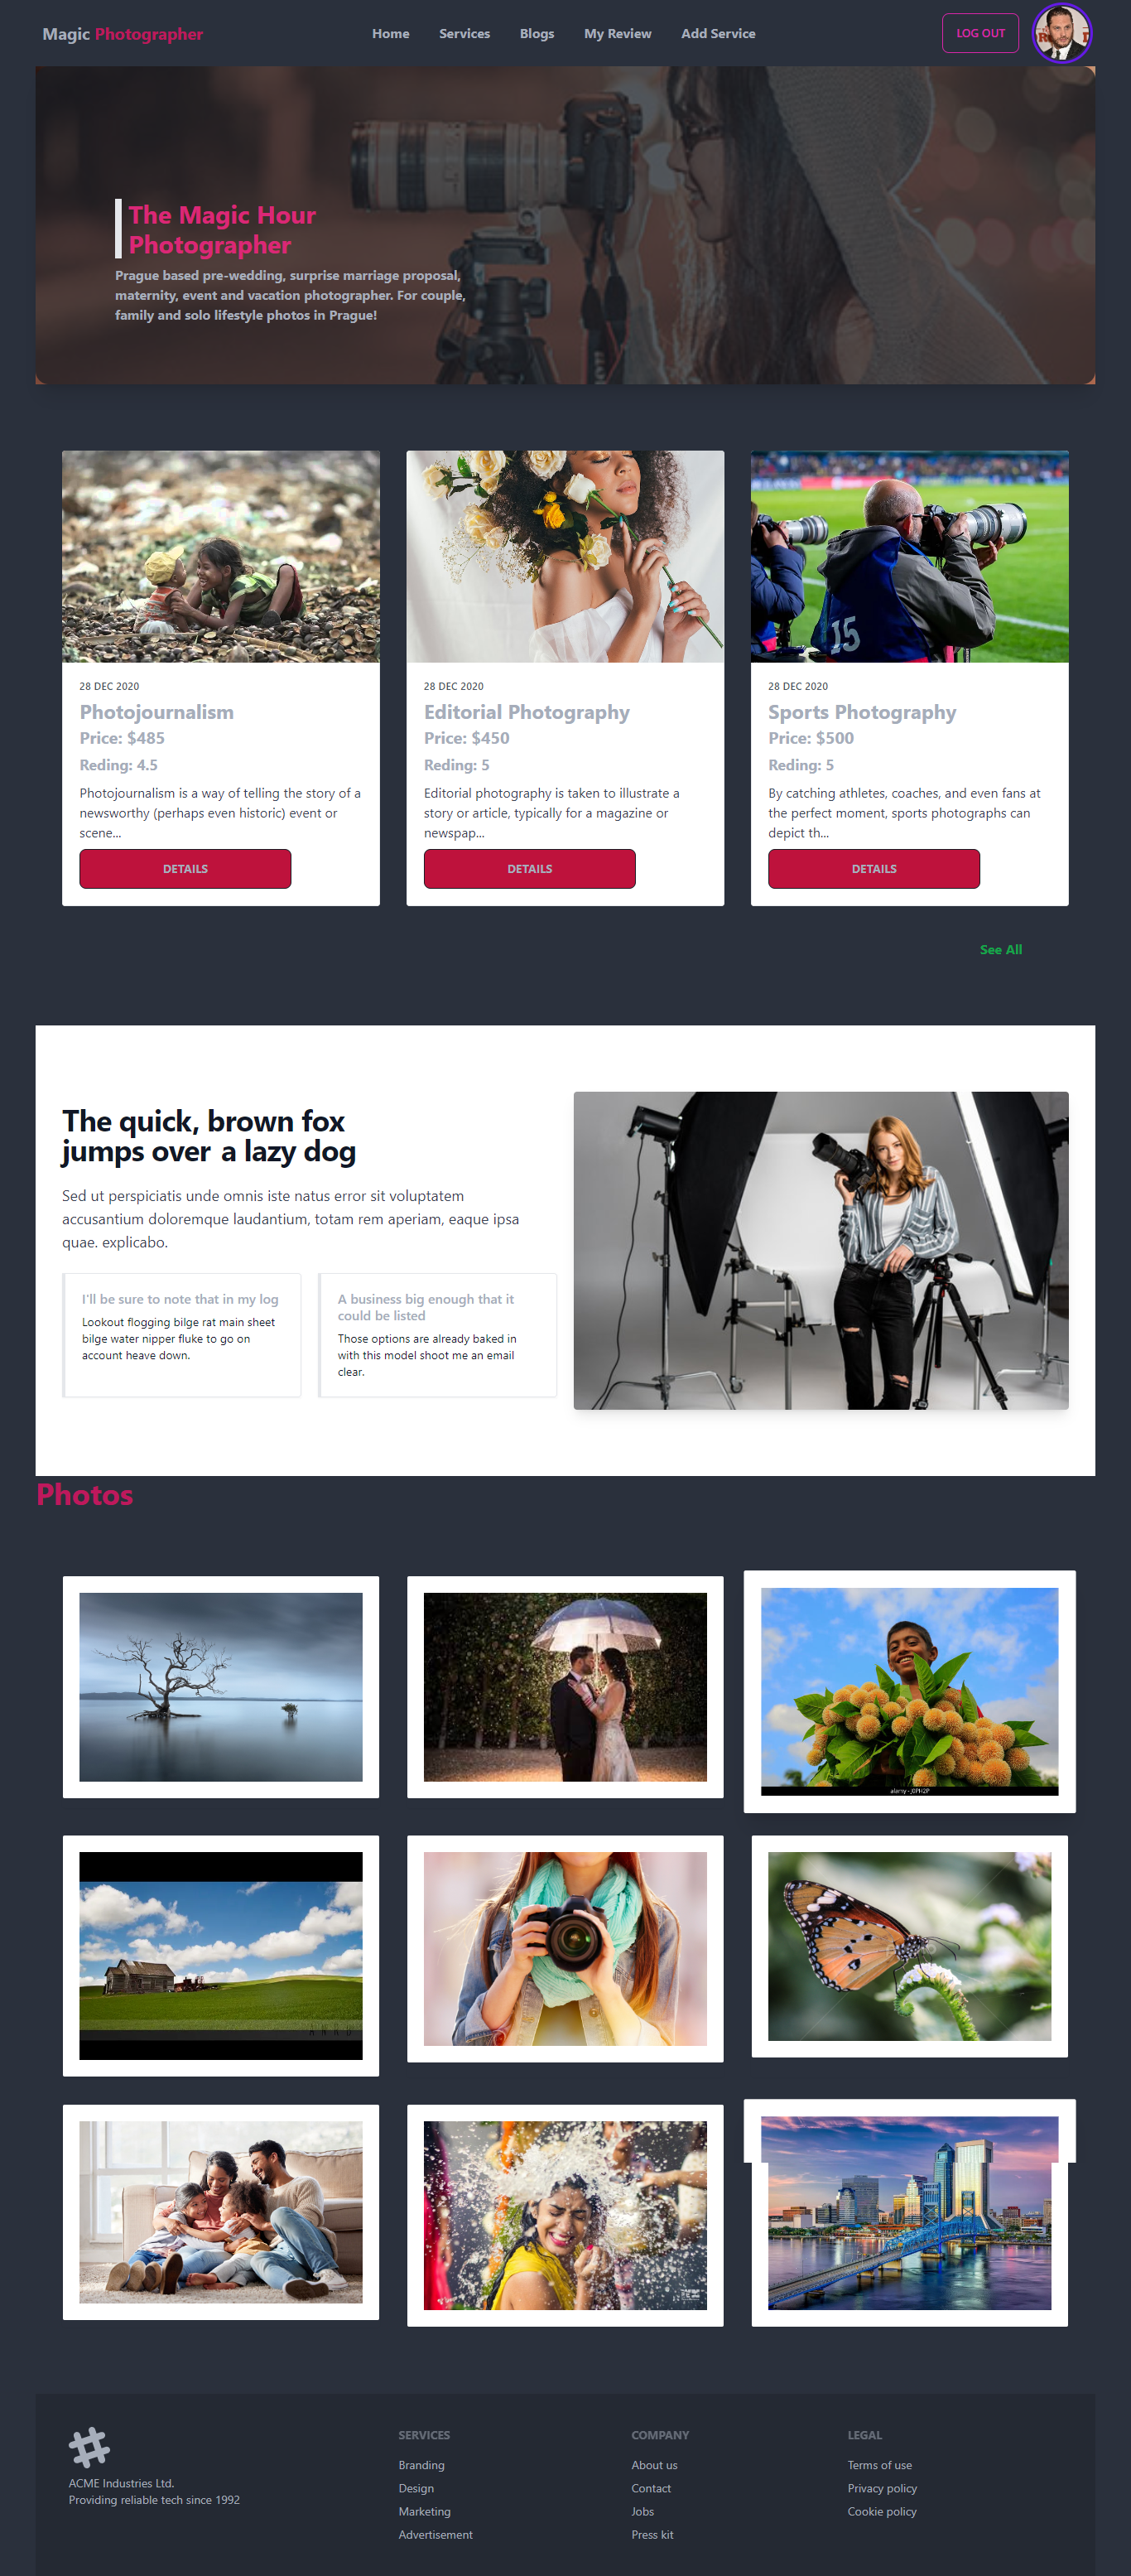 Magic Photographer
Home Services Blogs My Review Add Service
LOG OUT
The Magic Hour
Photographer
Prague based pre-wedding, surprise marriage proposal,
maternity, event and vacation photographer. For couple,
family and solo lifestyle photos in Prague!
15
28 DEC 2020
Photojournalism
Price: $485
Reding: 4.5
Photojournalism is a way of telling the story of a
newsworthy (perhaps even historic) event or
scene...
DETAILS
28 DEC 2020
Editorial Photography
Price: $450
Reding: 5
Editorial photography is taken to illustrate a
story or article, typically for a magazine or
newspap...
DETAILS
28 DEC 2020
Sports Photography
Price: $500
Reding: 5
By catching athletes, coaches, and even fans at
the perfect moment, sports photographs can
depict th...
DETAILS
See All
The quick, brown fox
jumps over a lazy dog
Sed ut perspiciatis unde omnis iste natus error sit voluptatem
accusantium doloremque laudantium, totam rem aperiam, eaque ipsa
quae. explicabo.
I'll be sure to note that in my log
Lookout flogging bilge rat main sheet
bilge water nipper fluke to go on
account heave down.
A business big enough that it
could be listed
Those options are already baked in
with this model shoot me an email
clear.
Photos
alamy - J0PH2P
ACME Industries Ltd.
Providing reliable tech since 1992
SERVICES
Branding
Design
Marketing
Advertisement
COMPANY
About us
Contact
Jobs
Press kit
LEGAL
Terms of use
Privacy policy
Cookie policy